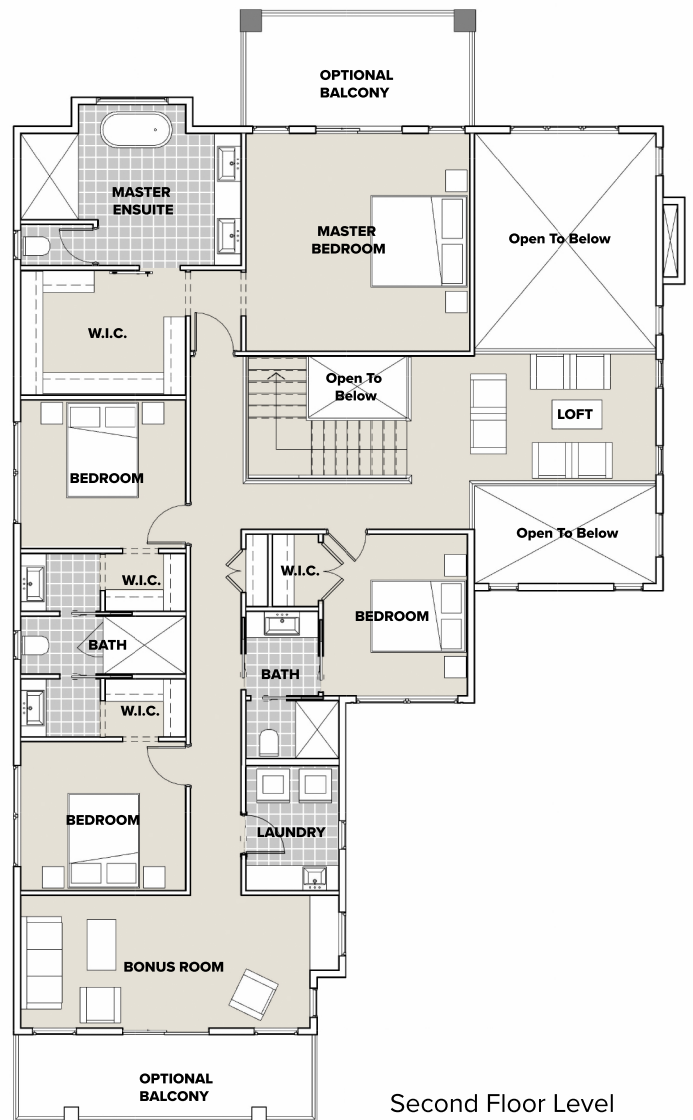 OPTIONAL
BALCONY
MASTER
ENSUITE
MASTER
BEDROOM
Open To Below
W.I.C.
Open To
Below
LOFT
BEDROOM
Open To Below
W.I.C.
W.I.C.
BEDROOM
BATH
BATH
W.I.C.
BEDROOM
LAUNDRY
BONUS ROOM
OPTIONAL
BALCONY
Second Floor Level